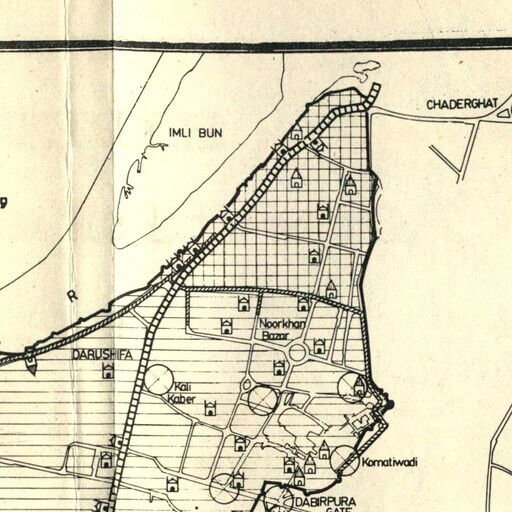 CHADERGHAT
IMLI BUN
R
Noorkhan
Bazar
DARUSHIFA
Kali
Kaber
Komatiwadi
DABIRPURA
GATE